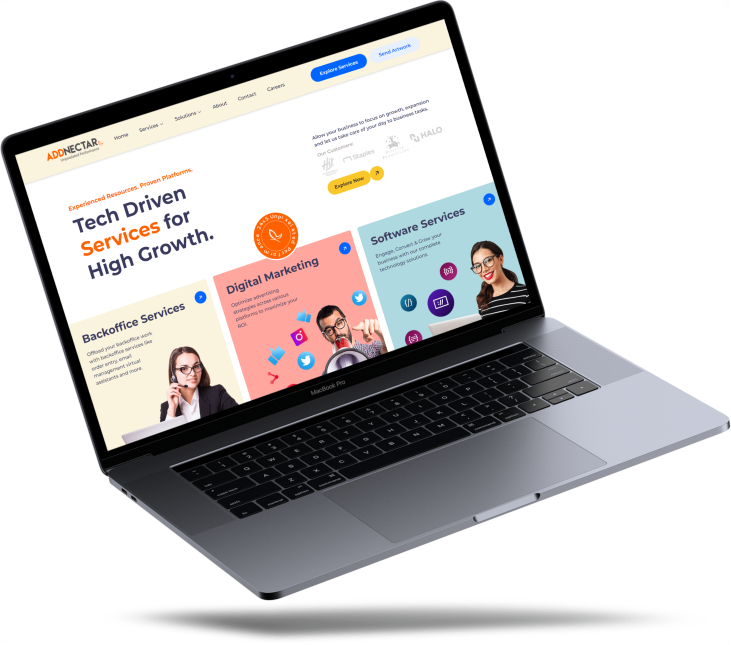 ADDNECTAR
Home
Services
Solutions
About
Contact
Careers
Explore Services
Send Artwork
Experienced Resources. Proven Platforms.
Tech Driven
Services for
High Growth.
Allow your business to focus on growth, expansion
and let us take care of your day to business tasks.
Our Customers
Staples
HALO
Explore Now
Backoffice Services
Offload your Backoffice work
with backoffice services like
order entry, email
management virtual
assistants and more.
Digital Marketing
Optimize advertising
strategies across various
platforms to maximize your
ROI.
Software Services
Engage, Convert & Grow your
business with our complete
technology solutions.
MacBook Pro